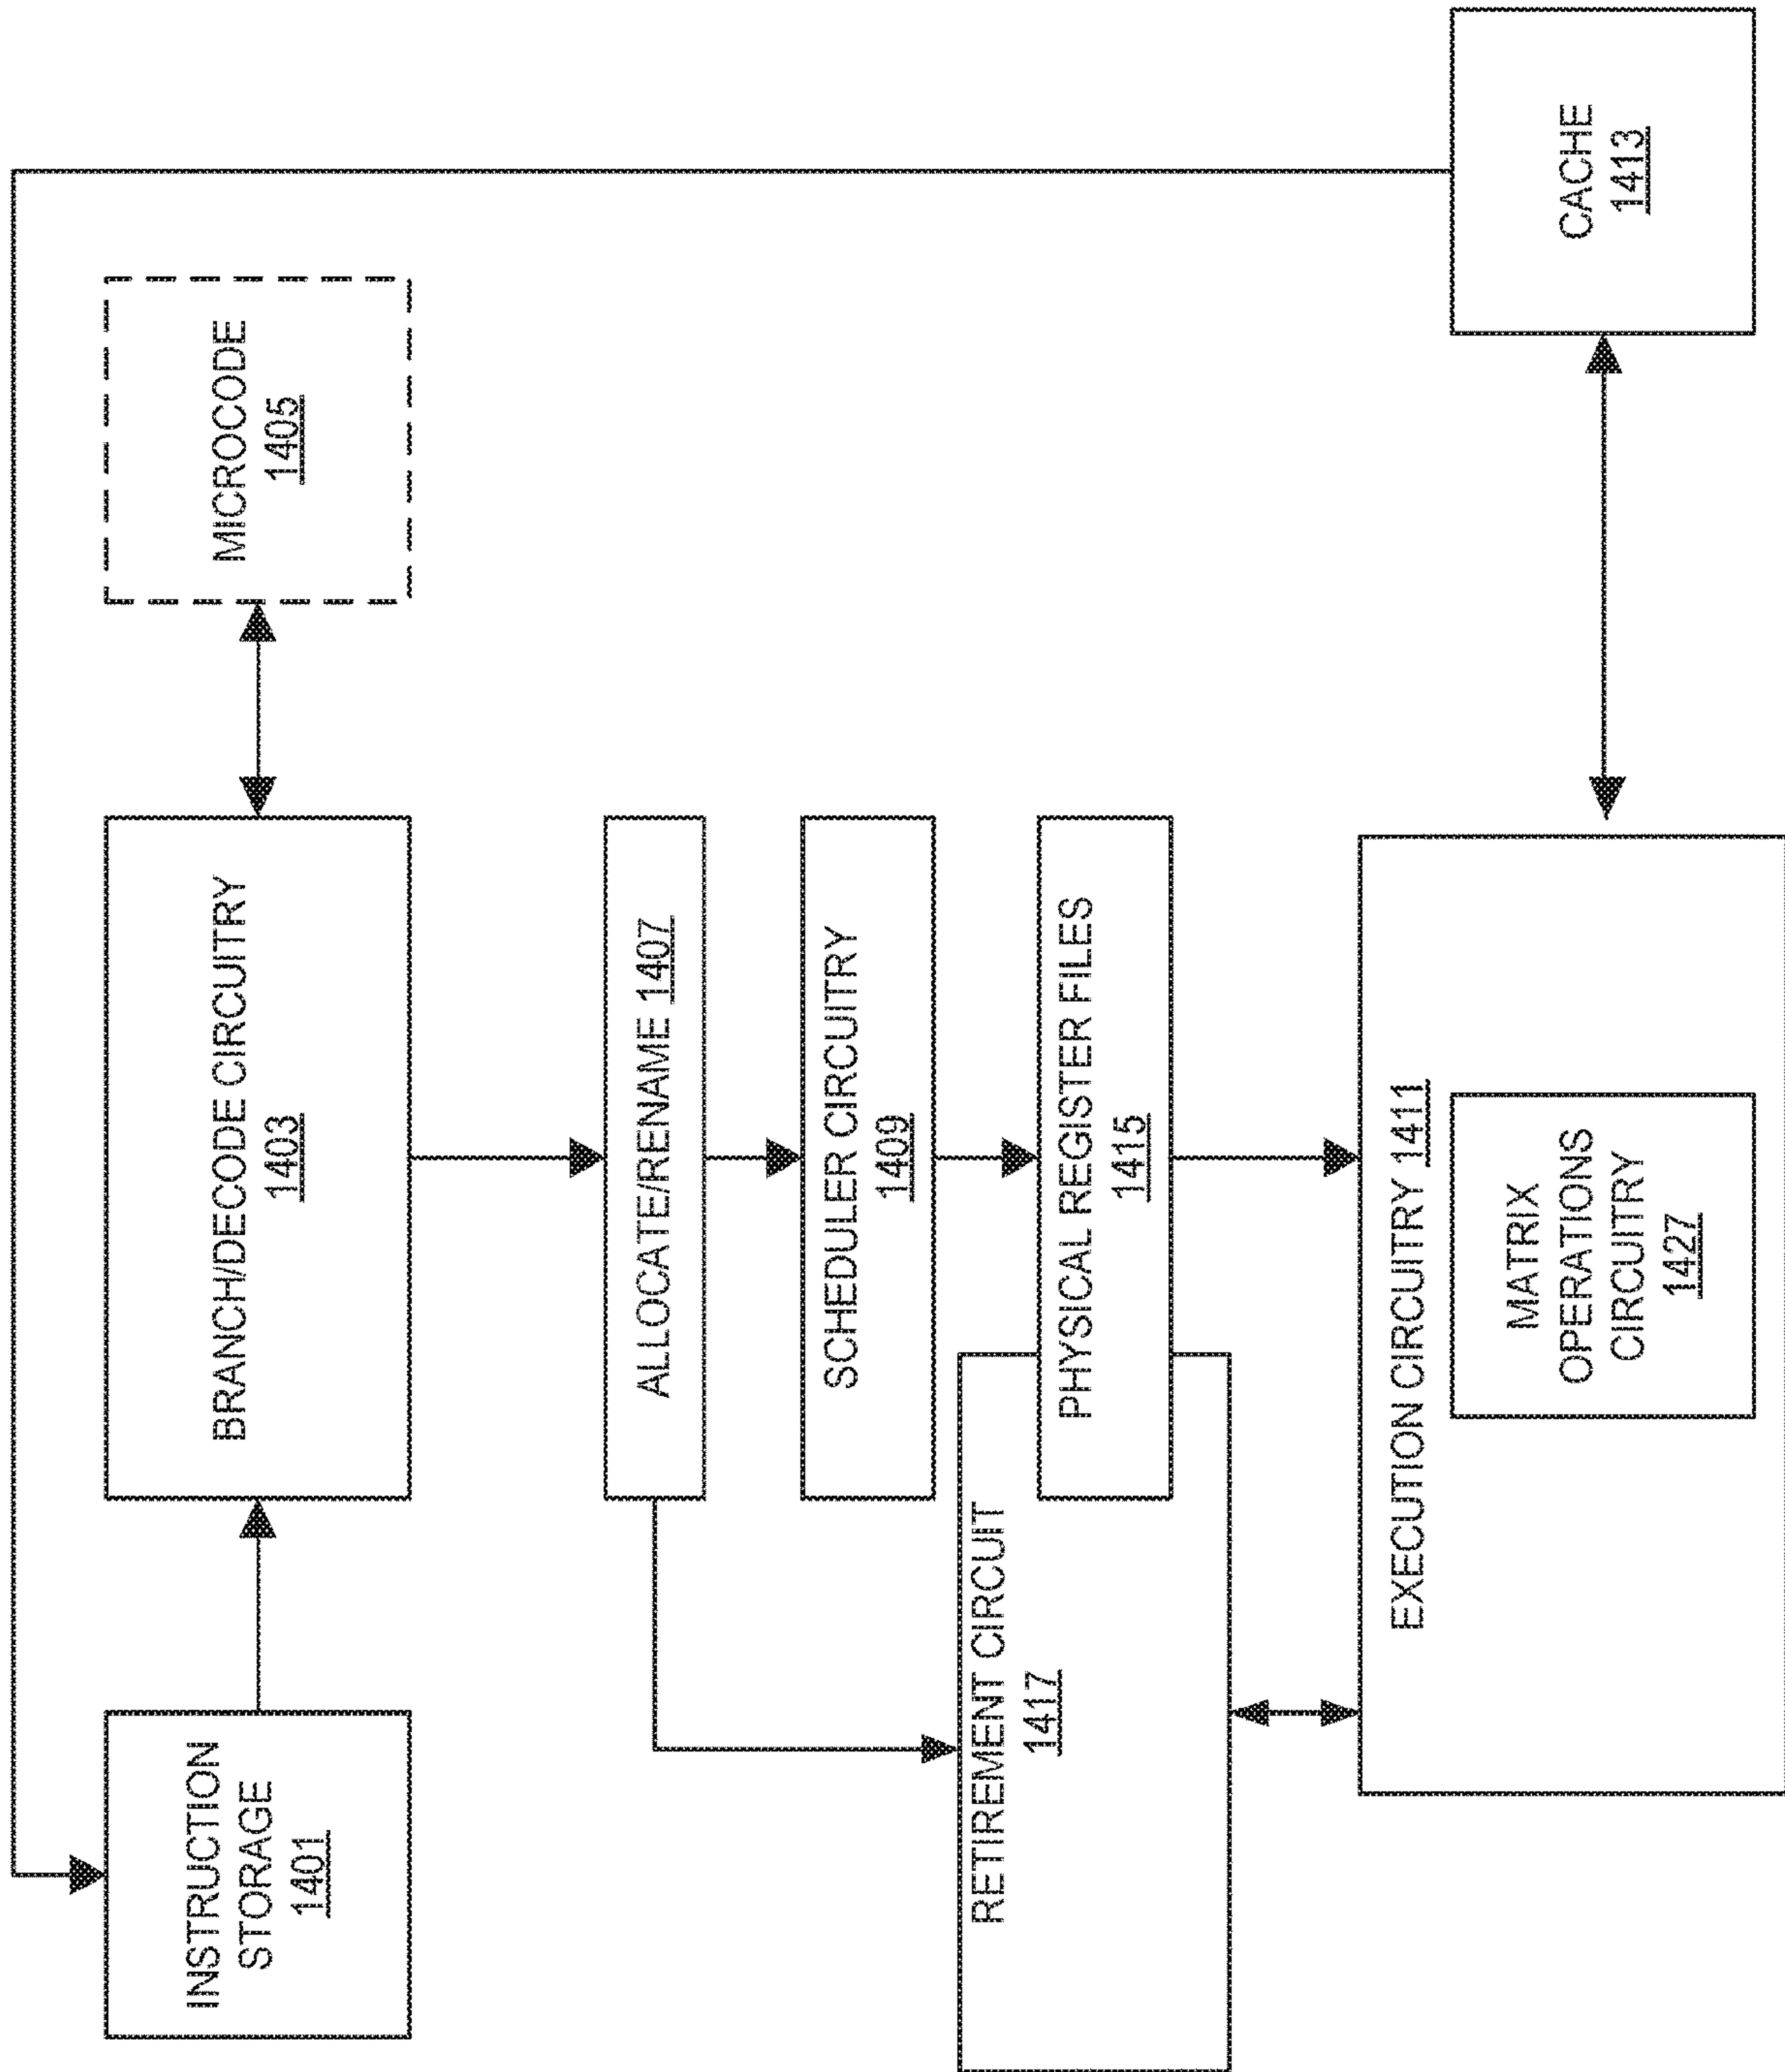 INSTRUCTION
STORAGE
1401
BRANCH/DECODE CIRCUITRY
1403
MICROCODE
1405
ALLOCATE/RENAME 1407
SCHEDULER CIRCUITRY
1409
RETIREMENT CIRCUIT
1417
PHYSICAL REGISTER FILES
1415
EXECUTION CIRCUITRY 1411
MATRIX
OPERATIONS
CIRCUITRY
1427
CACHE
1413